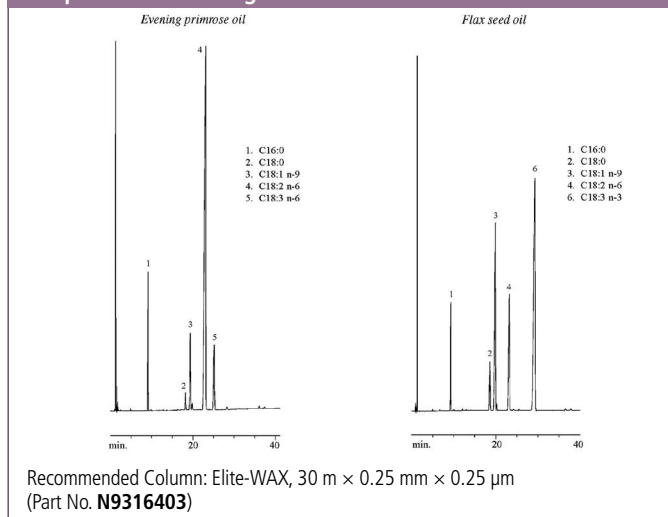 Evening primrose oil
4
1. C16:0
2. C18:0
3. C18:1 n-9
4. C18:2 n-6
5. C18:3 n-6
1
3
5
2
min. 20 40
Flax seed oil
1. C16:0
2. C18:0
3. C18:1 n-9
4. C18:2 n-6
6. C18:3 n-3
6
3
4
1
2
min. 20 40
Recommended Column: Elite-WAX, 30 m × 0.25 mm × 0.25 µm
(Part No. N9316403)